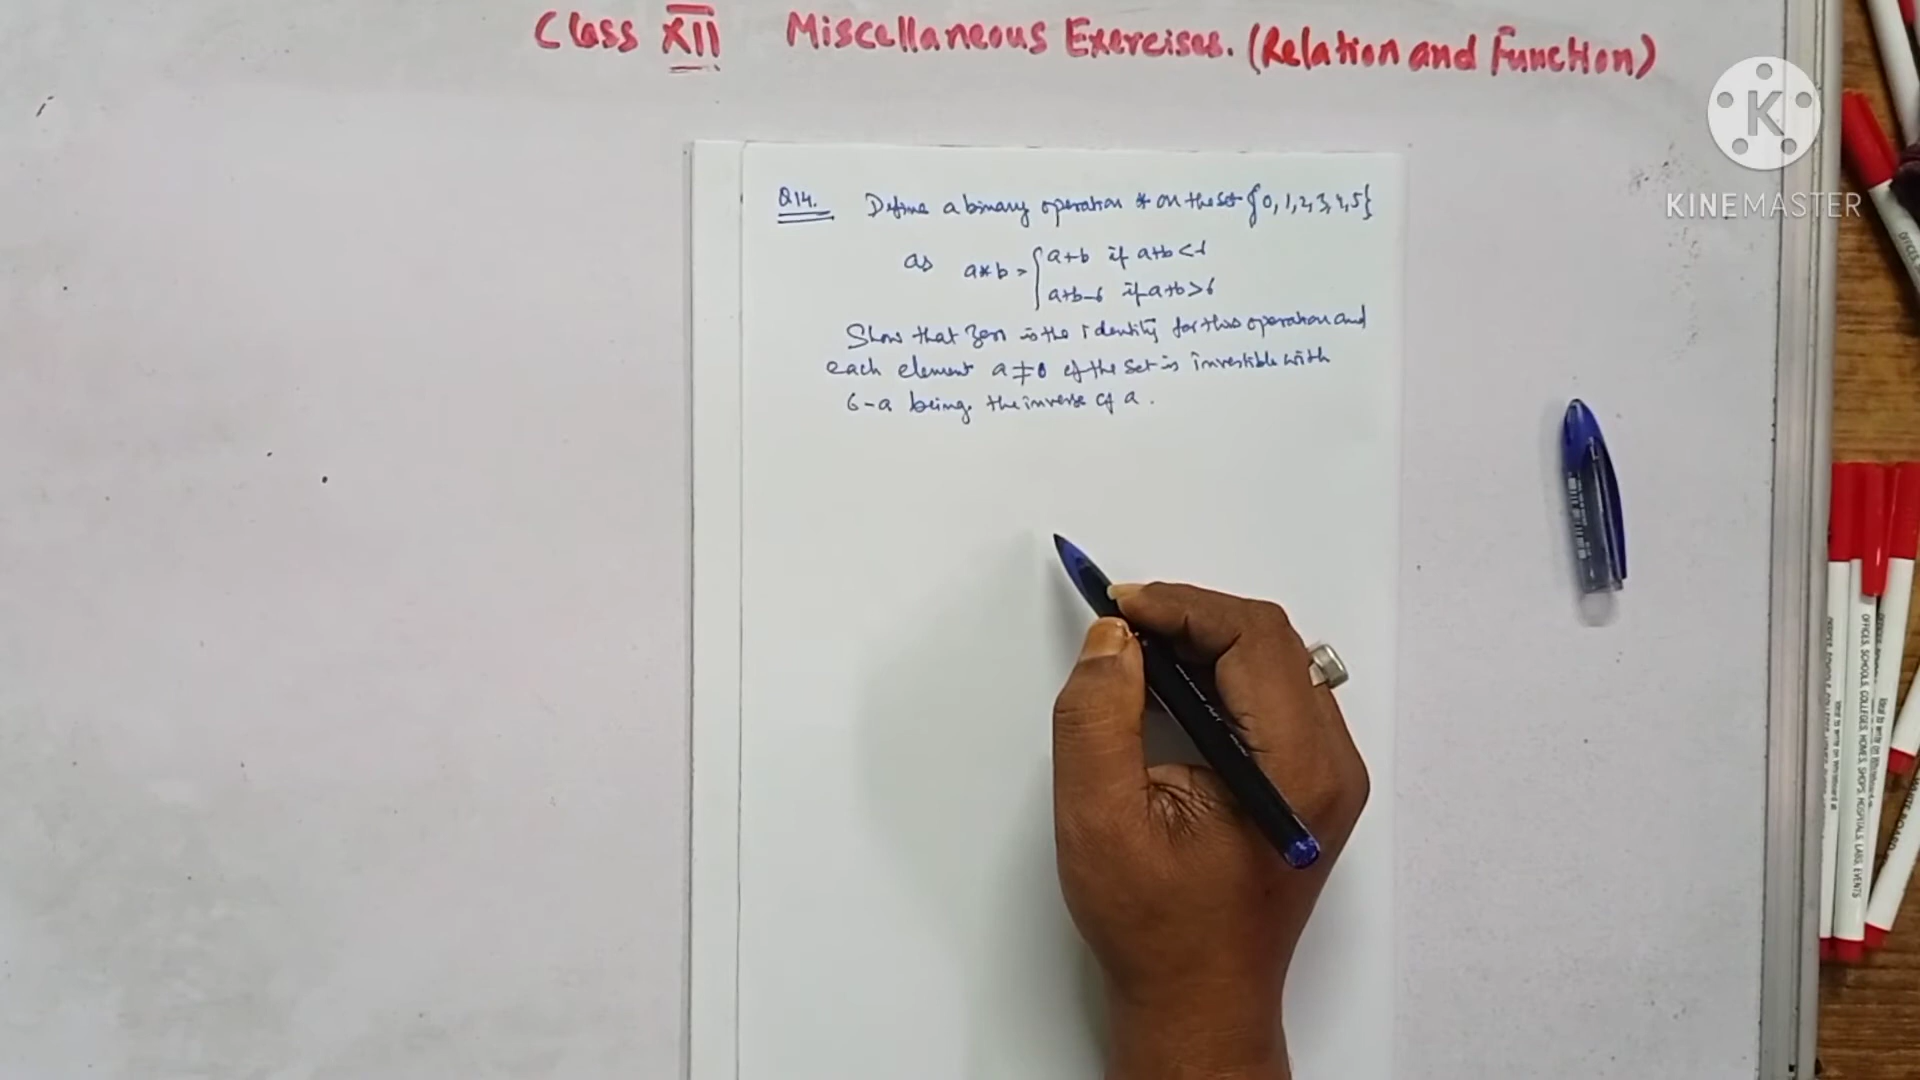 Class XII Miscellaneous Exercises. (Relation and Function)
K
KINEMASTER
Q14. Define a binary operation * on the set {0, 1, 2, 3, 4, 5}
as a*b = { a+b if a+b <
a+b-6 if a+b > 6
Show that zero is the identity for this operation and
each element a ≠ 0 of the set is invertible with
6-a being the inverse of a.